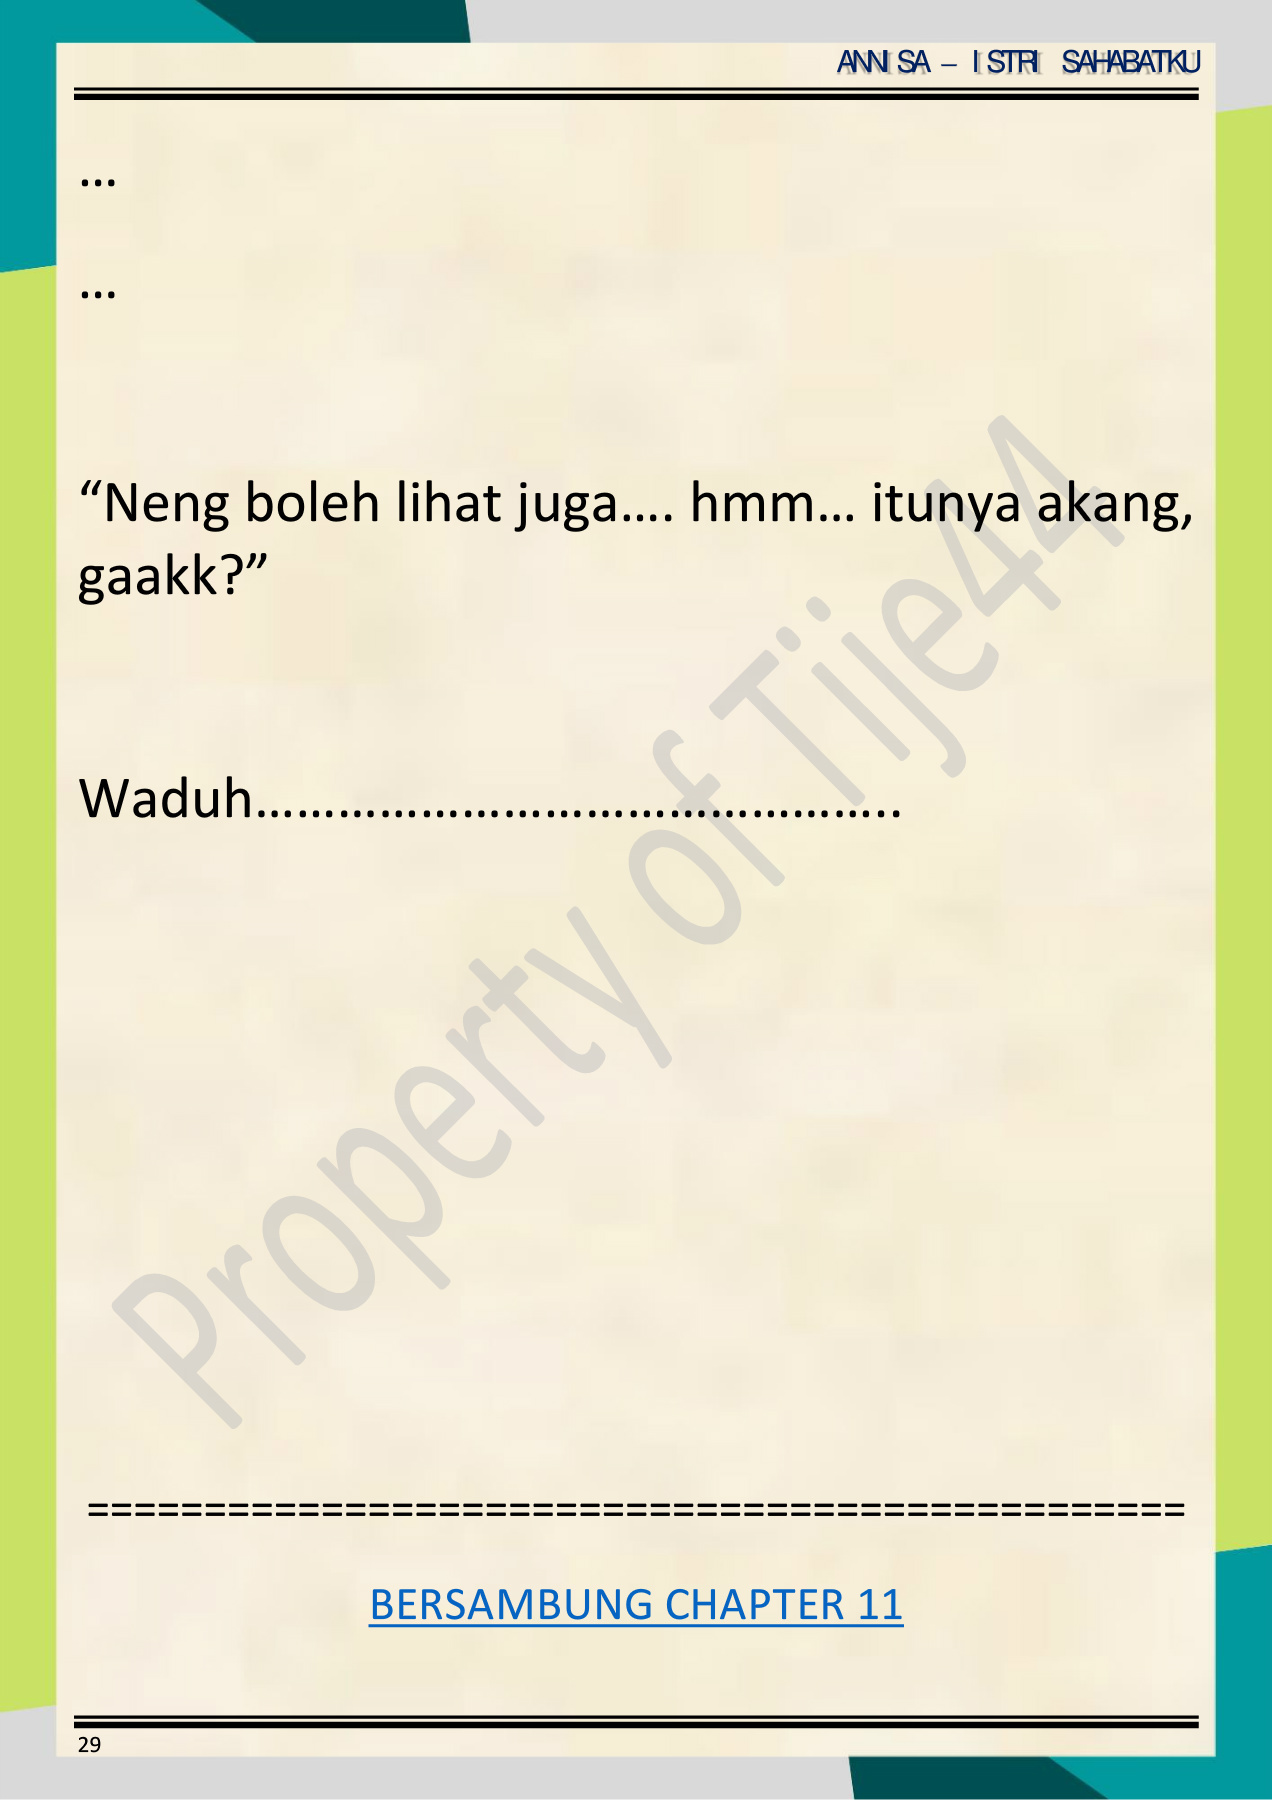 ANNISA – ISTRI SAHABATKU
...
...
“Neng boleh lihat juga…. hmm… itunya akang,
gaakk?”
Waduh……………………………………………..
Property of Tije44
===============================================
BERSAMBUNG CHAPTER 11
29